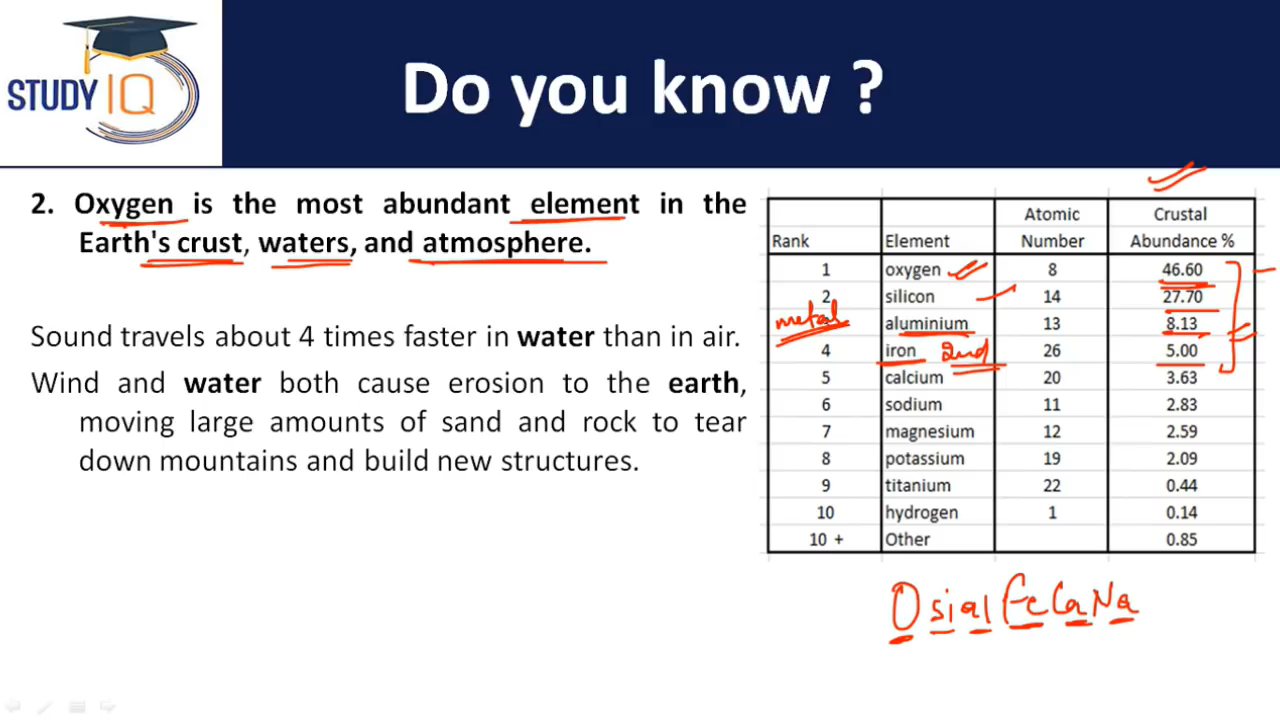 STUDY IQ
Do you know ?
2. Oxygen is the most abundant element in the
Earth's crust, waters, and atmosphere.
Sound travels about 4 times faster in water than in air.
Wind and water both cause erosion to the earth,
moving large amounts of sand and rock to tear
down mountains and build new structures.
Rank Element Atomic Number Crustal Abundance %
1 oxygen 8 46.60
2 silicon 14 27.70
metal aluminium 13 8.13
4 iron 2nd 26 5.00
5 calcium 20 3.63
6 sodium 11 2.83
7 magnesium 12 2.59
8 potassium 19 2.09
9 titanium 22 0.44
10 hydrogen 1 0.14
10 + Other 0.85
O si al Fe Ca Na